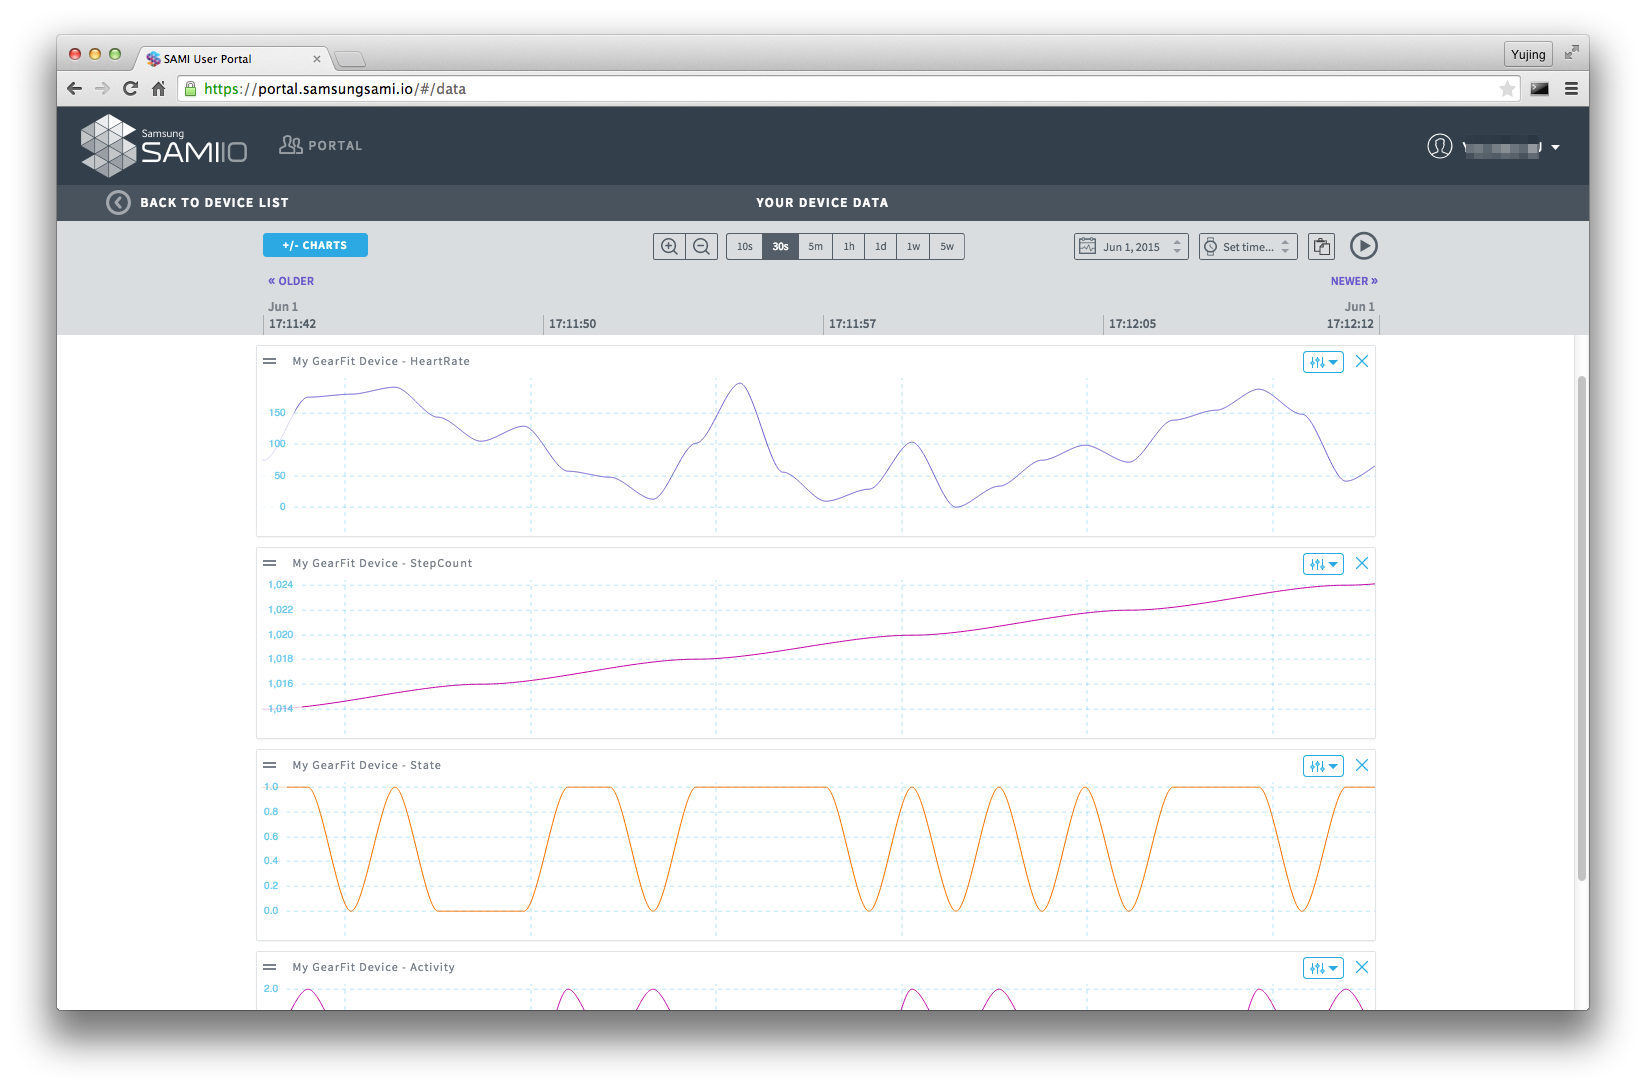 SAMI User Portal
Yujing
https://portal.samsungsami.io/#/data
Samsung
SAMIIO
PORTAL
BACK TO DEVICE LIST
YOUR DEVICE DATA
+/- CHARTS
10s 30s 5m 1h 1d 1w 5w
Jun 1, 2015
Set time...
« OLDER
NEWER »
Jun 1
Jun 1
17:11:42
17:11:50
17:11:57
17:12:05
17:12:12
My GearFit Device - HeartRate
150
100
50
0
My GearFit Device - StepCount
1,024
1,022
1,020
1,018
1,016
1,014
My GearFit Device - State
1.0
0.8
0.6
0.4
0.2
0.0
My GearFit Device - Activity
2.0